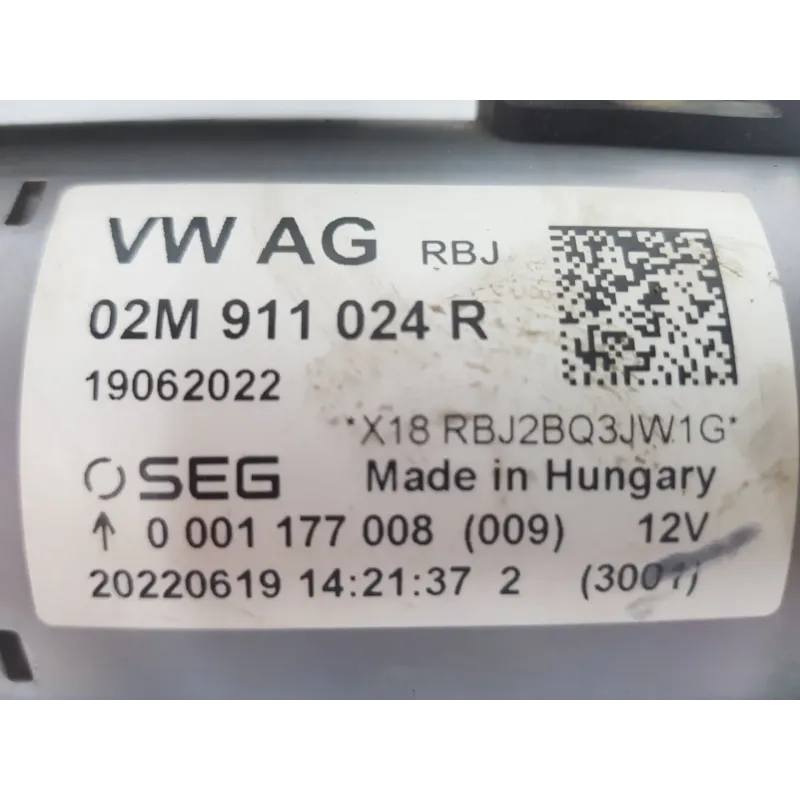 VW AG RBJ
02M 911 024 R
19062022
*X18 RBJ2BQ3JW1G*
SEG Made in Hungary
↑ 0 001 177 008 (009) 12V
20220619 14:21:37 2 (3001)